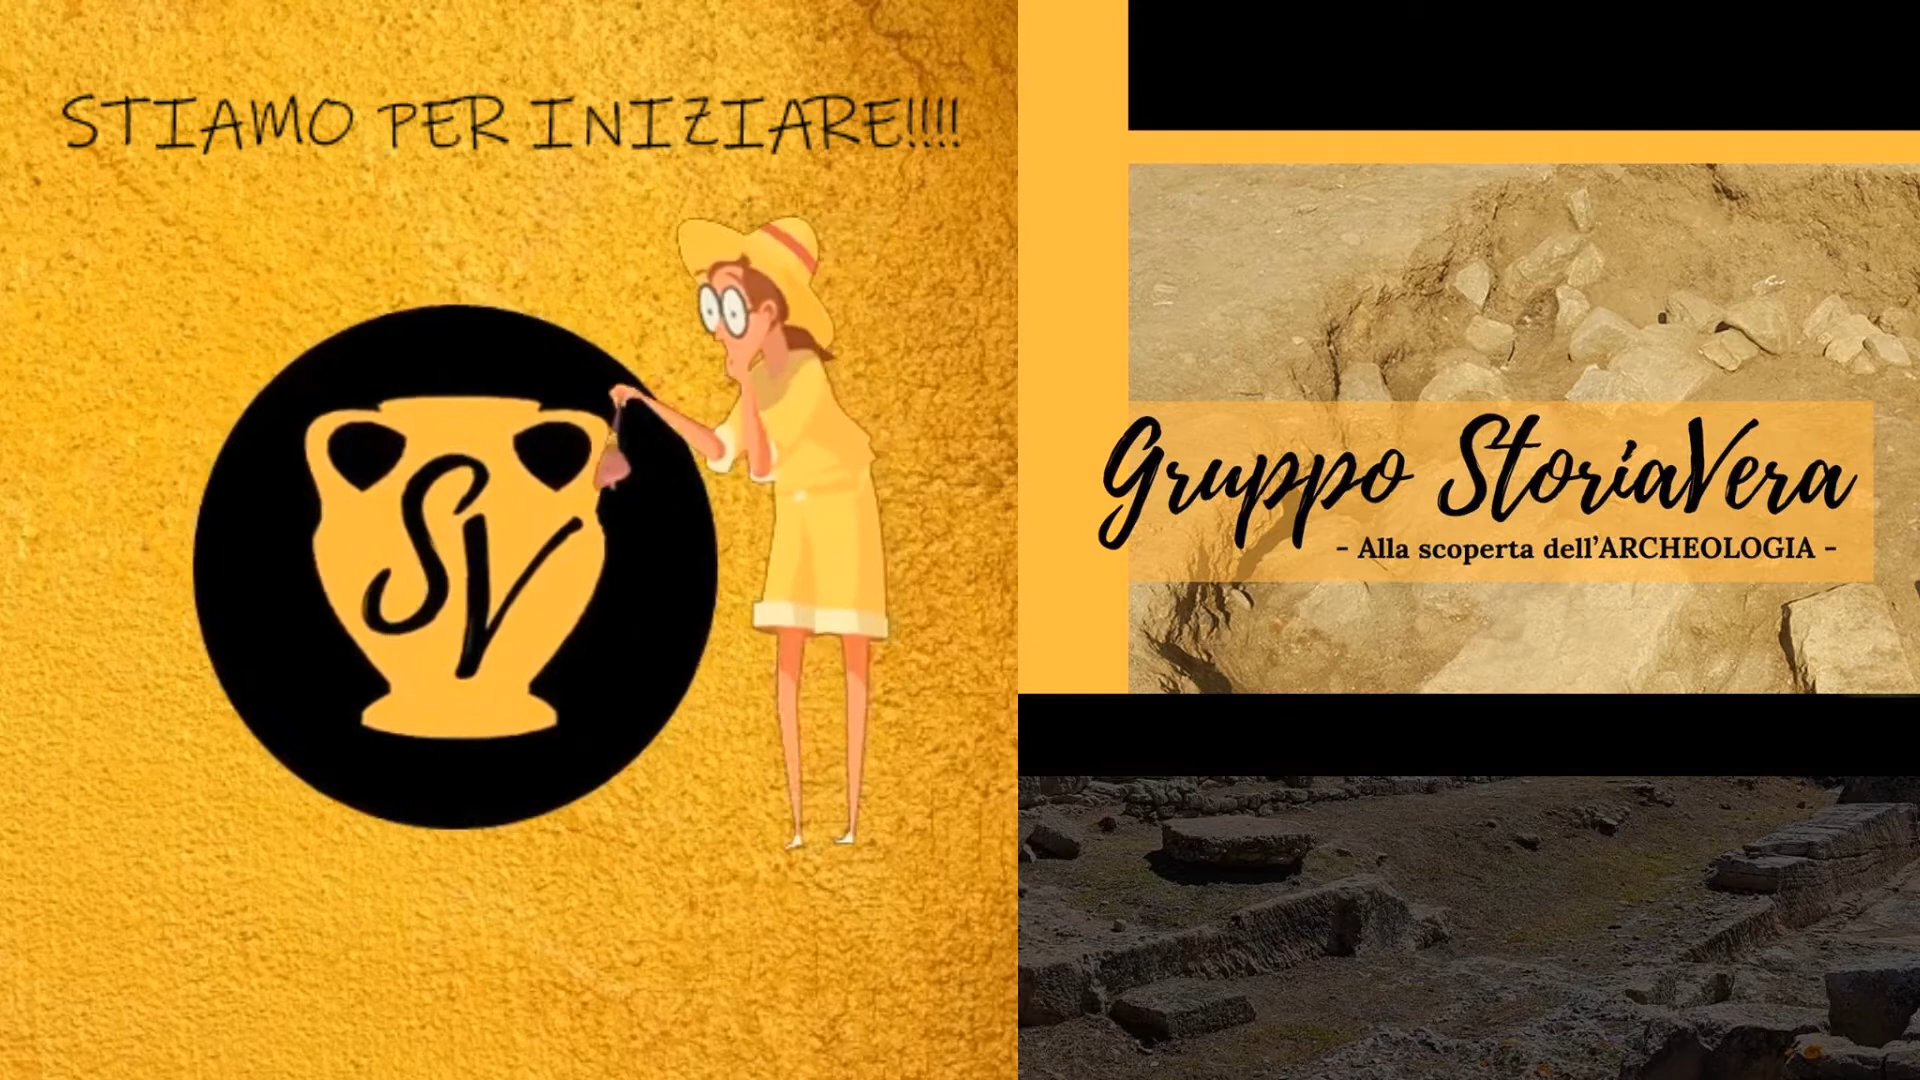 STIAMO PER INIZIARE!!!!
SV
Gruppo StoriaVera
- Alla scoperta dell'ARCHEOLOGIA -